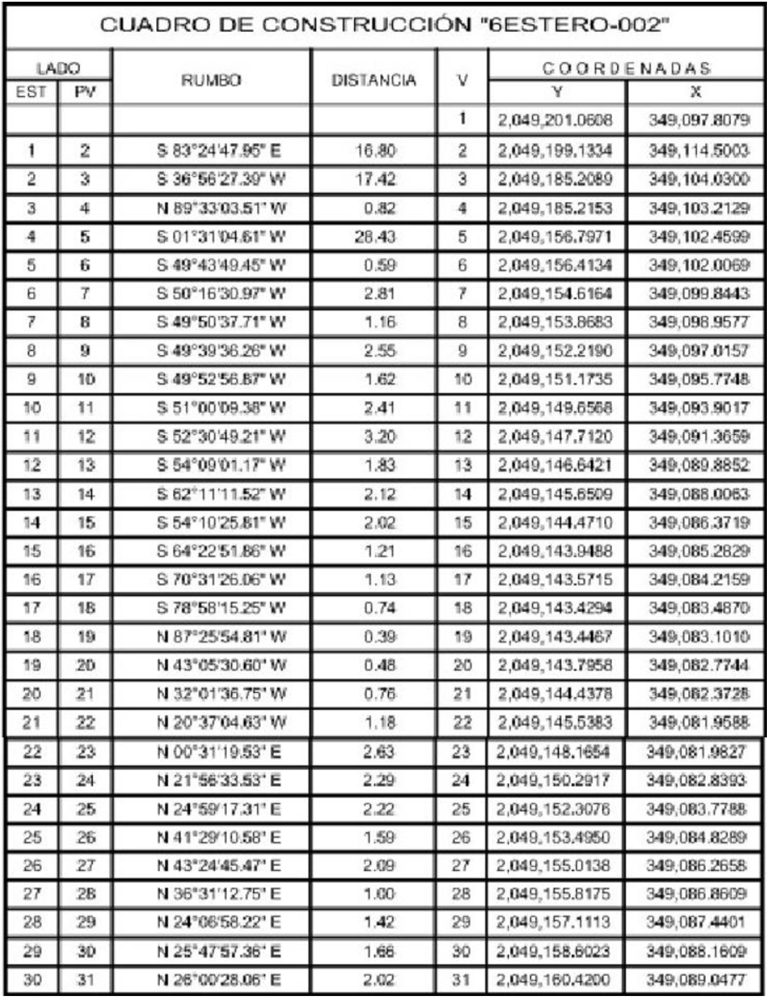 CUADRO DE CONSTRUCCIÓN "6ESTERO-002"
LADO RUMBO DISTANCIA V COORDENADAS
EST PV Y X
1 2,049,201.0608 349,097.8079
1 2 S 83°24'47.95" E 16.80 2 2,049,199.1334 349,114.5003
2 3 S 36°56'27.39" W 17.42 3 2,049,185.2089 349,104.0300
3 4 N 89°33'03.51" W 0.82 4 2,049,185.2153 349,103.2129
4 5 S 01°31'04.61" W 28.43 5 2,049,156.7971 349,102.4599
5 6 S 49°43'49.45" W 0.59 6 2,049,156.4134 349,102.0069
6 7 S 50°16'30.97" W 2.81 7 2,049,154.6164 349,099.8443
7 8 S 49°50'37.71" W 1.16 8 2,049,153.8683 349,098.9577
8 9 S 49°39'36.26" W 2.55 9 2,049,152.2190 349,097.0157
9 10 S 49°52'56.87" W 1.62 10 2,049,151.1735 349,095.7748
10 11 S 51°00'09.38" W 2.41 11 2,049,149.6568 349,093.9017
11 12 S 52°30'49.21" W 3.20 12 2,049,147.7120 349,091.3659
12 13 S 54°09'01.17" W 1.83 13 2,049,146.6421 349,089.8852
13 14 S 62°11'11.52" W 2.12 14 2,049,145.6509 349,088.0063
14 15 S 54°10'25.81" W 2.02 15 2,049,144.4710 349,086.3719
15 16 S 64°22'51.86" W 1.21 16 2,049,143.9488 349,085.2829
16 17 S 70°31'26.06" W 1.13 17 2,049,143.5715 349,084.2159
17 18 S 78°58'15.25" W 0.74 18 2,049,143.4294 349,083.4870
18 19 N 87°25'54.81" W 0.39 19 2,049,143.4467 349,083.1010
19 20 N 43°05'30.60" W 0.48 20 2,049,143.7958 349,082.7744
20 21 N 32°01'36.75" W 0.76 21 2,049,144.4378 349,082.3728
21 22 N 20°37'04.63" W 1.18 22 2,049,145.5383 349,081.9588
22 23 N 00°31'19.53" E 2.63 23 2,049,148.1654 349,081.9827
23 24 N 21°56'33.53" E 2.29 24 2,049,150.2917 349,082.8393
24 25 N 24°59'17.31" E 2.22 25 2,049,152.3076 349,083.7788
25 26 N 41°29'10.58" E 1.59 26 2,049,153.4950 349,084.8289
26 27 N 43°24'45.47" E 2.09 27 2,049,155.0138 349,086.2658
27 28 N 36°31'12.75" E 1.00 28 2,049,155.8175 349,086.8609
28 29 N 24°06'58.22" E 1.42 29 2,049,157.1113 349,087.4401
29 30 N 25°47'57.36" E 1.66 30 2,049,158.6023 349,088.1609
30 31 N 26°00'28.06" E 2.02 31 2,049,160.4200 349,089.0477